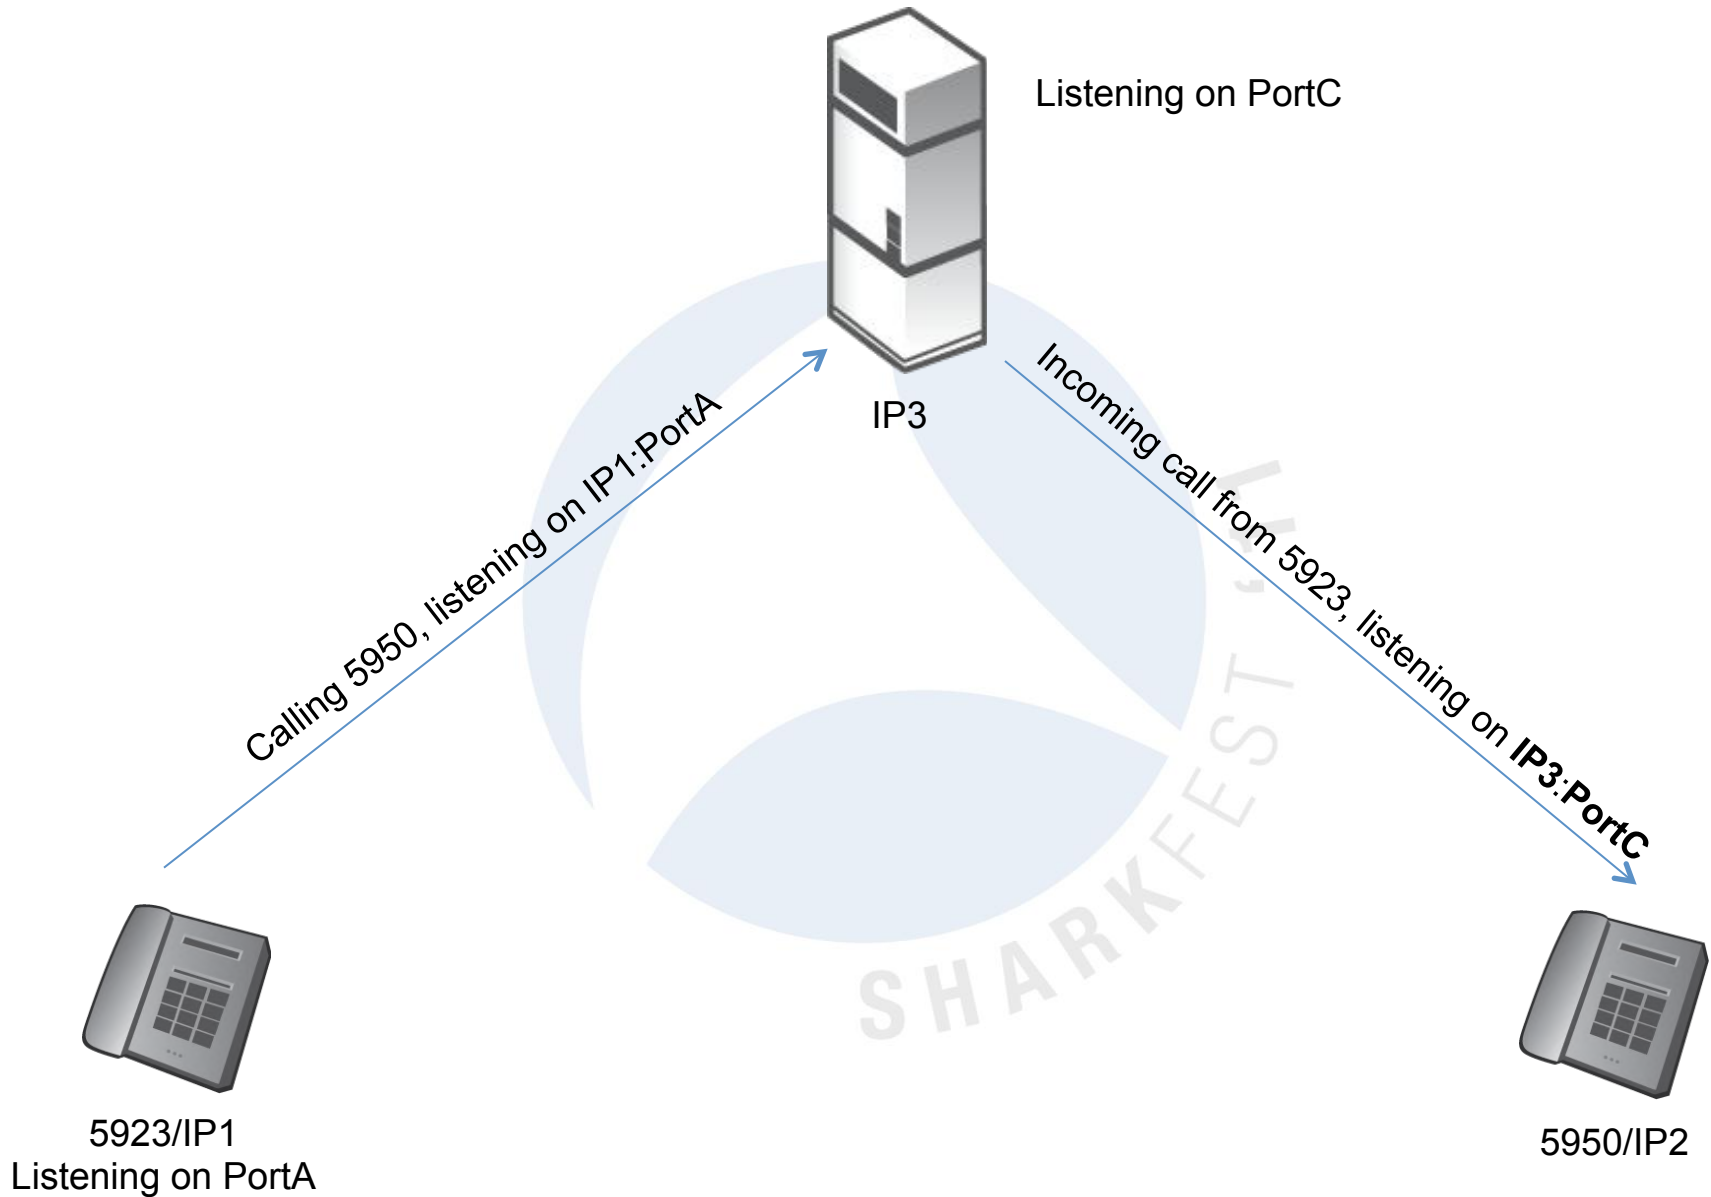 Listening on PortC
IP3
Calling 5950, listening on IP1:PortA
Incoming call from 5923, listening on IP3:PortC
SHARKFEST '
5923/IP1
Listening on PortA
5950/IP2